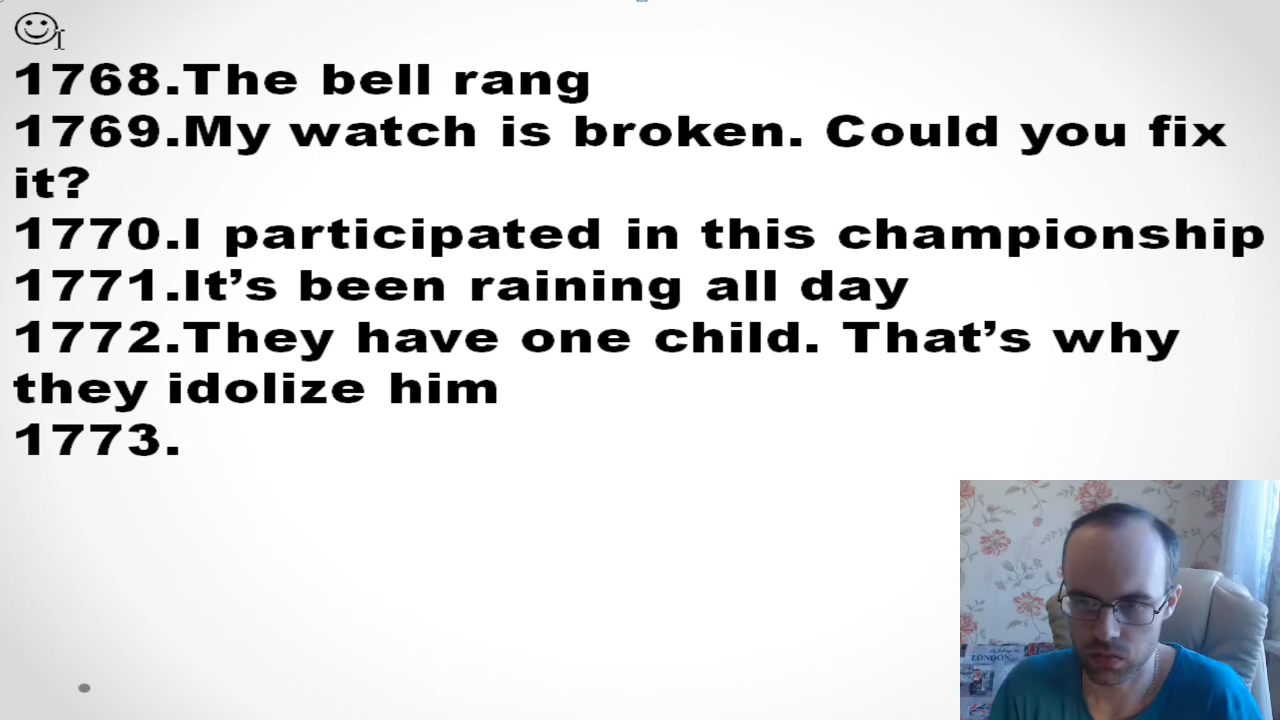 1768.The bell rang
1769.My watch is broken. Could you fix
it?
1770.I participated in this championship
1771.It’s been raining all day
1772.They have one child. That’s why
they idolize him
1773.
LONDON